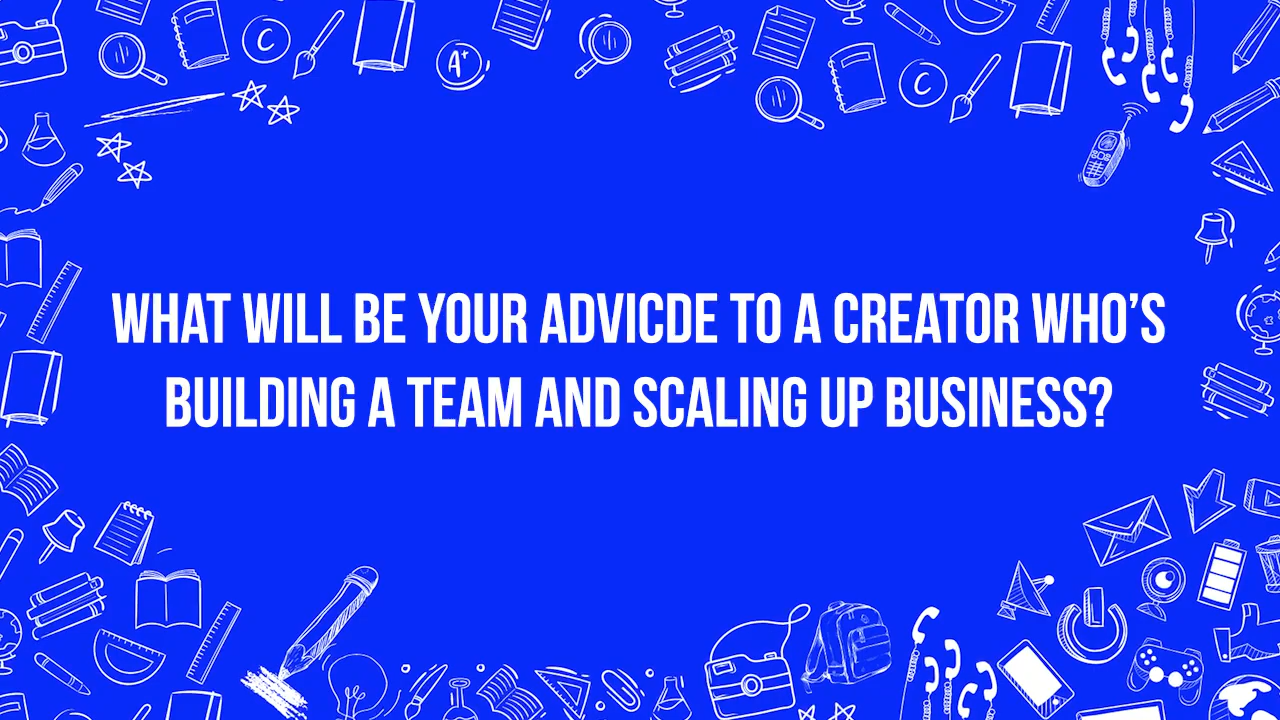 C
A+
C
WHAT WILL BE YOUR ADVICDE TO A CREATOR WHO'S
BUILDING A TEAM AND SCALING UP BUSINESS?